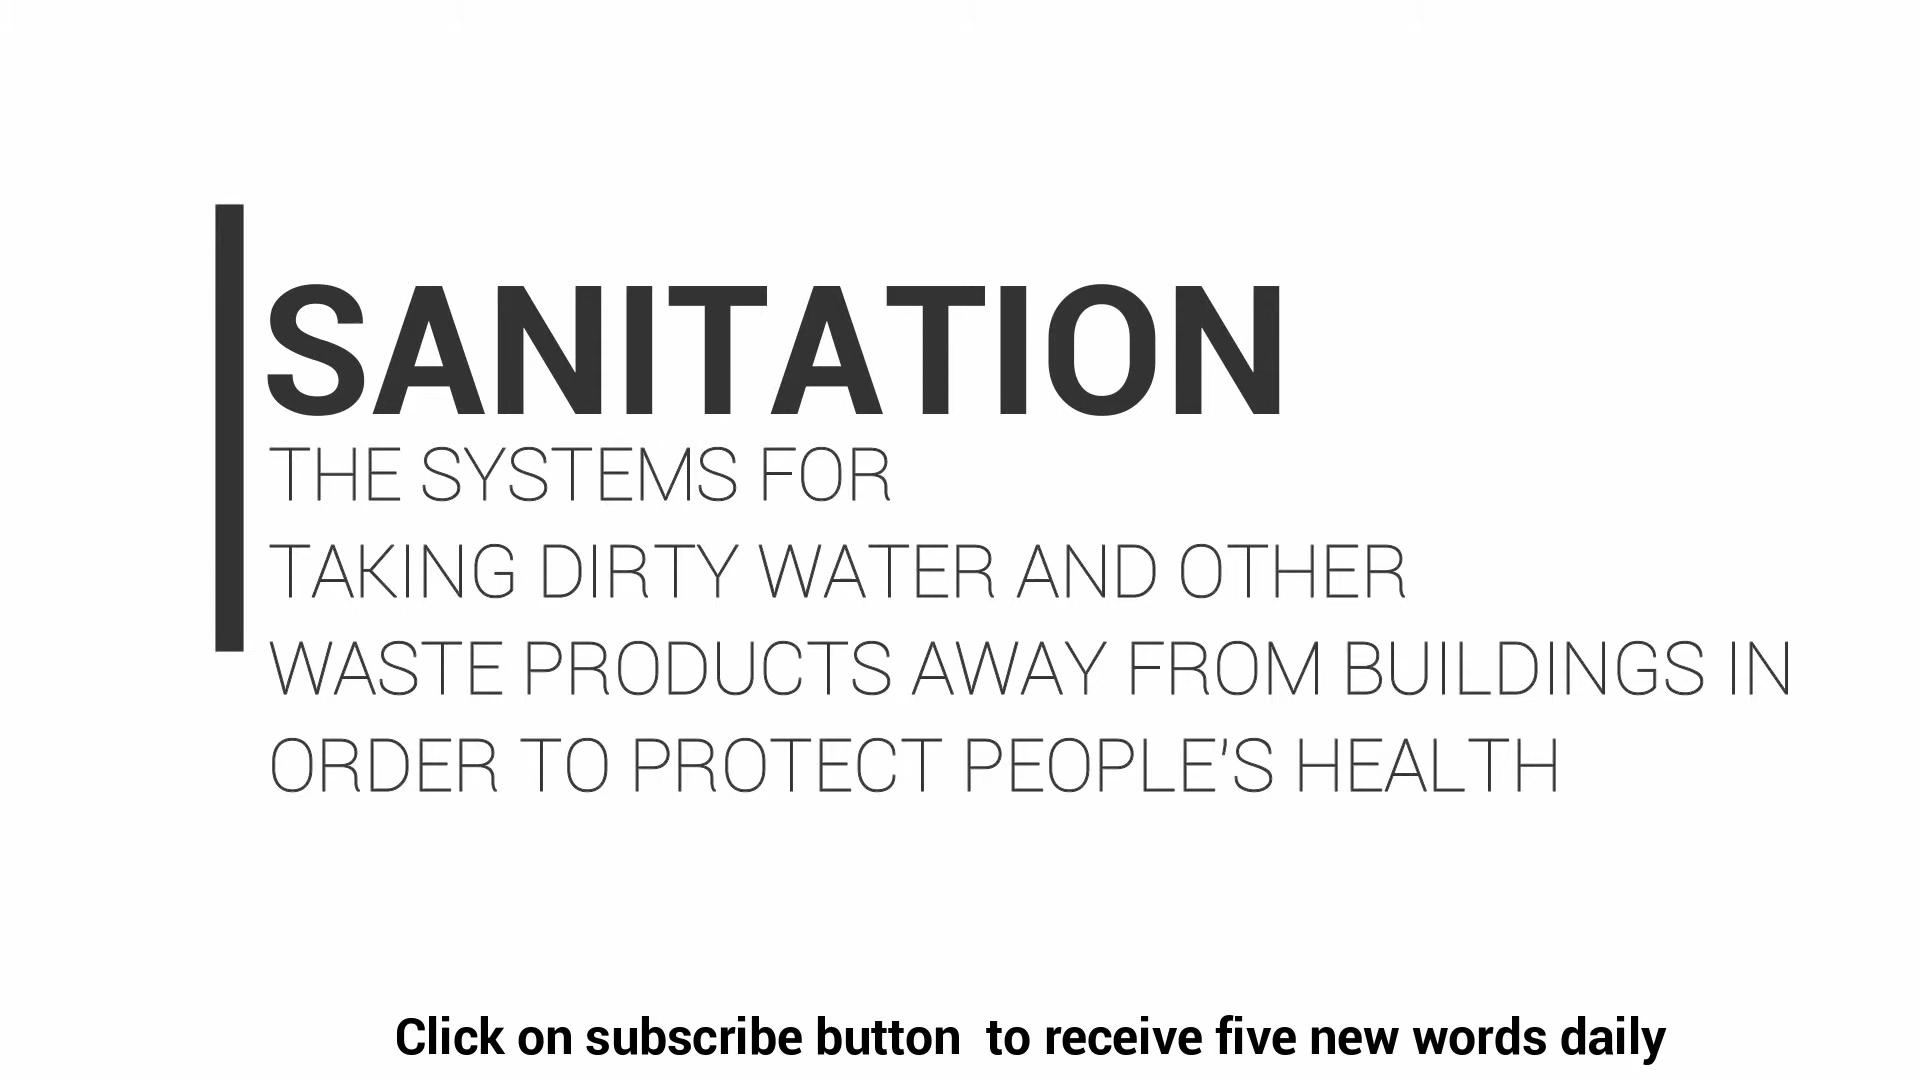 SANITATION
THE SYSTEMS FOR
TAKING DIRTY WATER AND OTHER
WASTE PRODUCTS AWAY FROM BUILDINGS IN
ORDER TO PROTECT PEOPLE'S HEALTH
Click on subscribe button  to receive five new words daily